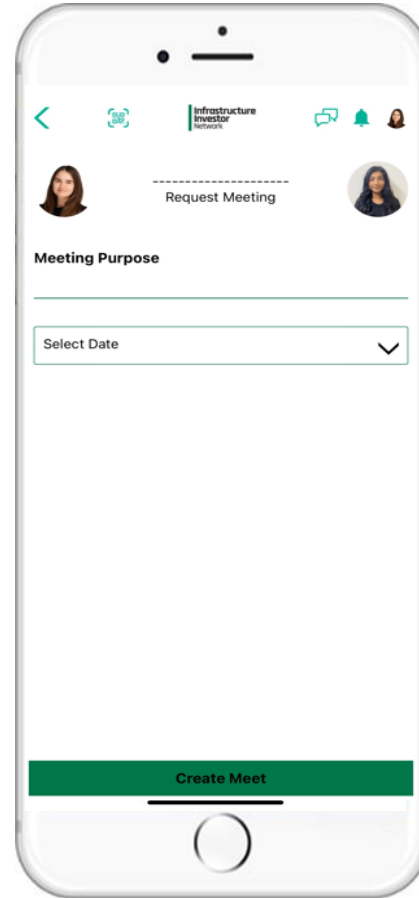 Infrastructure
Investor
Network
---------------------
Request Meeting
Meeting Purpose
Select Date
Create Meet